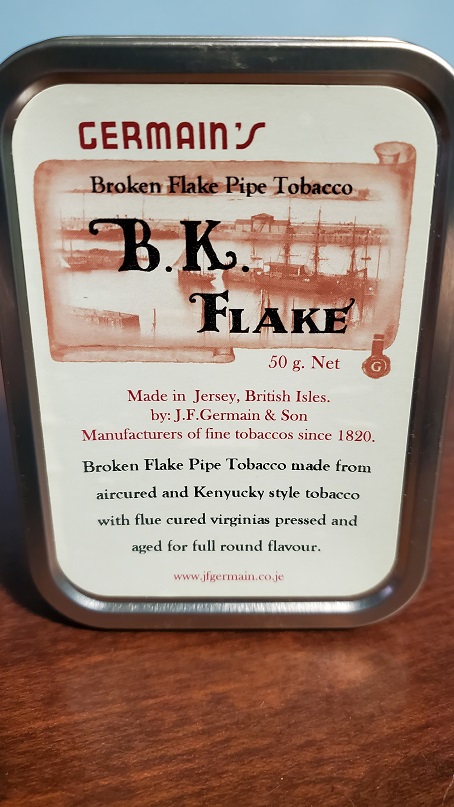 GERMAIN'S
Broken Flake Pipe Tobacco
B.K.
FLAKE
50 g. Net
G
Made in Jersey, British Isles.
by: J.F.Germain & Son
Manufacturers of fine tobaccos since 1820.
Broken Flake Pipe Tobacco made from
aircured and Kenyucky style tobacco
with flue cured virginias pressed and
aged for full round flavour.
www.jfgermain.co.je